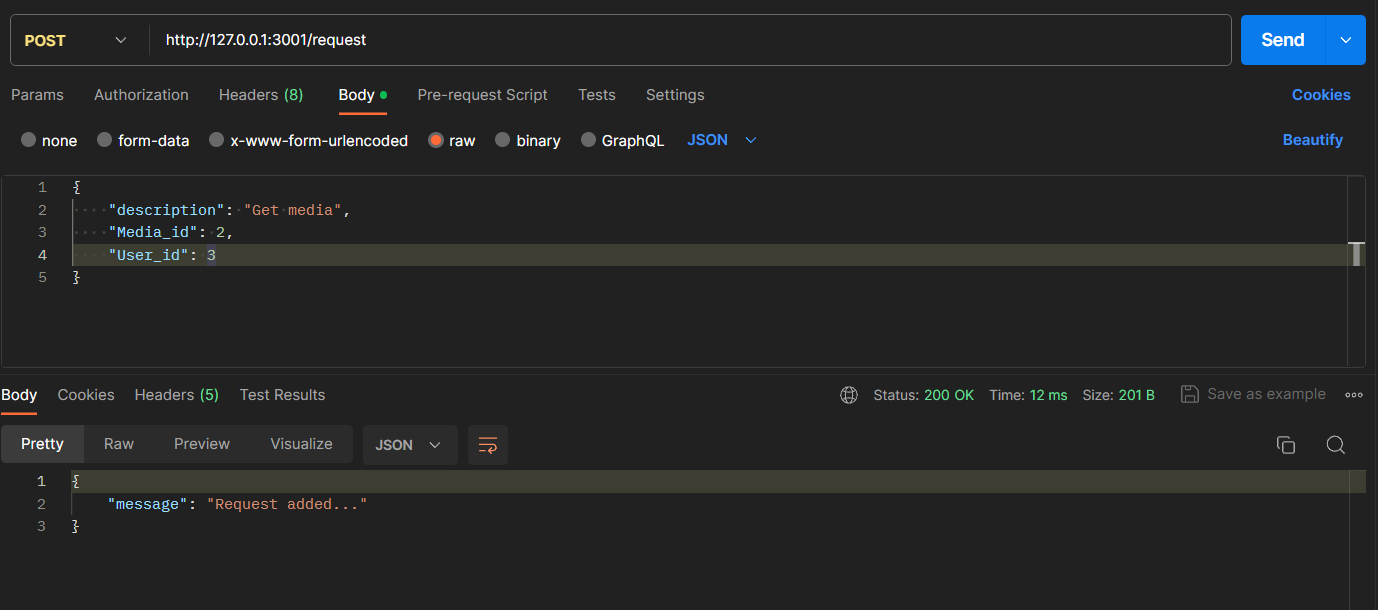 POST http://127.0.0.1:3001/request Send
Params Authorization Headers (8) Body Pre-request Script Tests Settings Cookies
none form-data x-www-form-urlencoded raw binary GraphQL JSON Beautify
1 {
2 "description": "Get media",
3 "Media_id": 2,
4 "User_id": 3
5 }
Body Cookies Headers (5) Test Results Status: 200 OK Time: 12 ms Size: 201 B Save as example
Pretty Raw Preview Visualize JSON
1 {
2 "message": "Request added..."
3 }